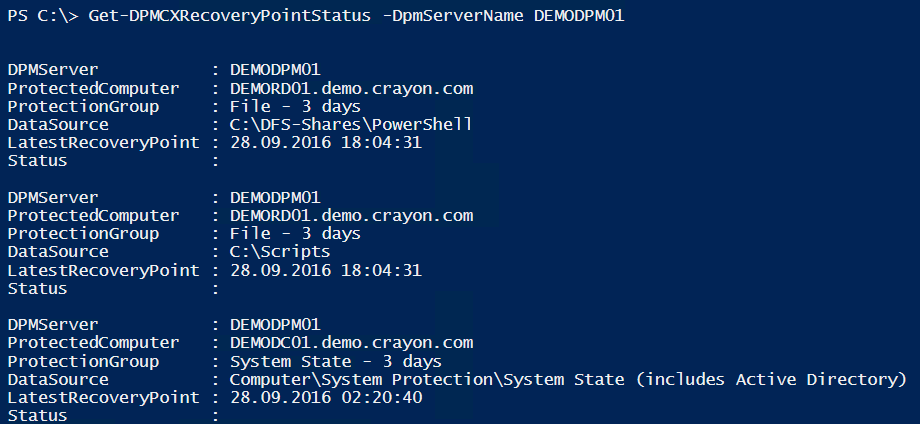 PS C:\> Get-DPMCXRecoveryPointStatus -DpmServerName DEMODPM01
DPMServer : DEMODPM01
ProtectedComputer : DEMORD01.demo.crayon.com
ProtectionGroup : File - 3 days
DataSource : C:\DFS-Shares\PowerShell
LatestRecoveryPoint : 28.09.2016 18:04:31
Status :
DPMServer : DEMODPM01
ProtectedComputer : DEMORD01.demo.crayon.com
ProtectionGroup : File - 3 days
DataSource : C:\Scripts
LatestRecoveryPoint : 28.09.2016 18:04:31
Status :
DPMServer : DEMODPM01
ProtectedComputer : DEMODC01.demo.crayon.com
ProtectionGroup : System State - 3 days
DataSource : Computer\System Protection\System State (includes Active Directory)
LatestRecoveryPoint : 28.09.2016 02:20:40
Status :